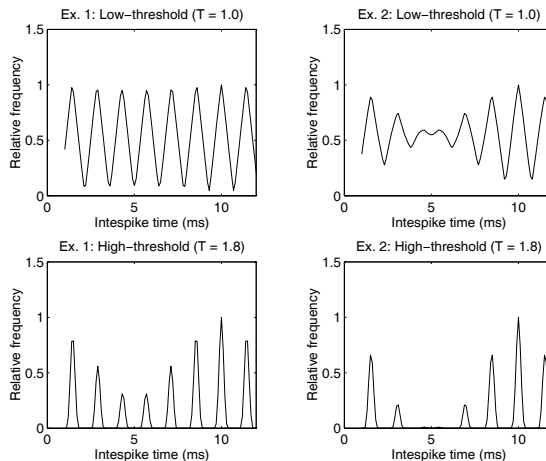 Ex. 1: Low-threshold (T = 1.0)
1.5
1
0.5
0
Relative frequency
5
10
Intespike time (ms)
Ex. 2: Low-threshold (T = 1.0)
1.5
1
0.5
0
Relative frequency
5
10
Intespike time (ms)
Ex. 1: High-threshold (T = 1.8)
1.5
1
0.5
0
Relative frequency
5
10
Intespike time (ms)
Ex. 2: High-threshold (T = 1.8)
1.5
1
0.5
0
Relative frequency
5
10
Intespike time (ms)